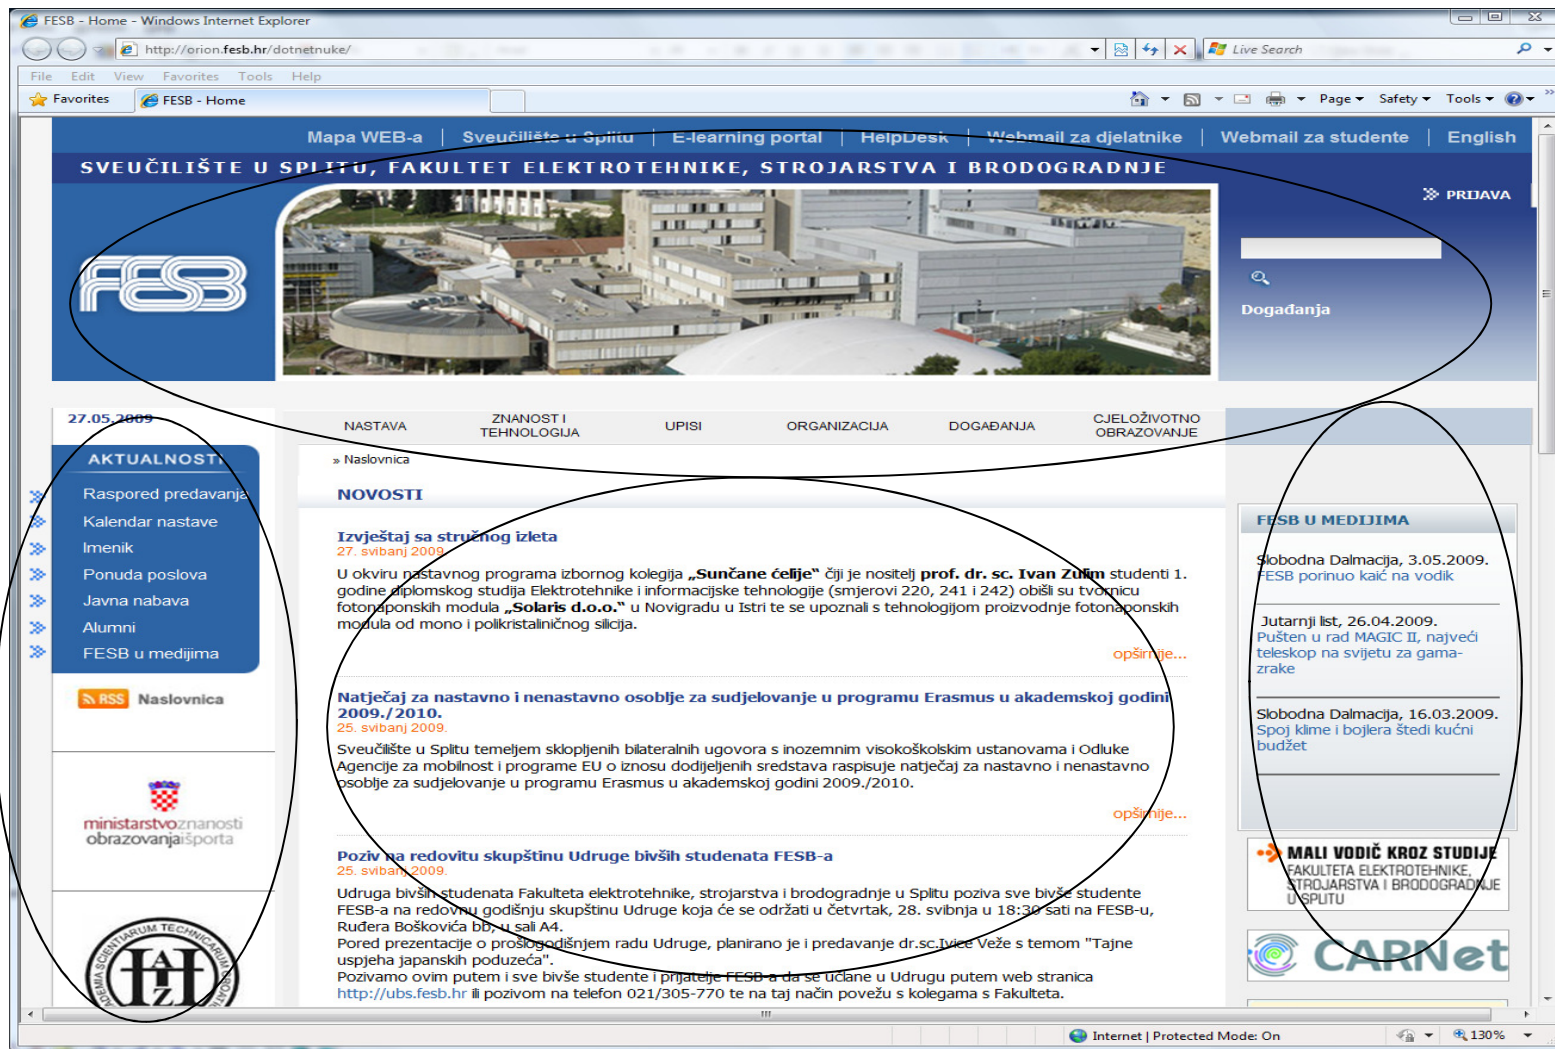 FESB - Home - Windows Internet Explorer
http://orion.fesb.hr/dotnetnuke/
Live Search
File Edit View Favorites Tools Help
Favorites
FESB - Home
Page Safety Tools
Mapa WEB-a | Sveučilište u Splitu | E-learning portal | HelpDesk | Webmail za djelatnike | Webmail za studente | English
SVEUČILIŠTE U SPLITU, FAKULTET ELEKTROTEHNIKE, STROJARSTVA I BRODOGRADNJE
PRIJAVA
FESB
Događanja
27.05.2009
NASTAVA
ZNANOST I
TEHNOLOGIJA
UPISI
ORGANIZACIJA
DOGAĐANJA
CJELOŽIVOTNO
OBRAZOVANJE
AKTUALNOSTI
Raspored predavanja
Kalendar nastave
Imenik
Ponuda poslova
Javna nabava
Alumni
FESB u medijima
RSS Naslovnica
ministarstvoznanosti
obrazovanjaišporta
ACADEMIA SCIENTIARUM TECHNICARUM CROATICA
HATZ
» Naslovnica
NOVOSTI
Izvještaj sa stručnog izleta
27. svibanj 2009.
U okviru nastavnog programa izbornog kolegija „Sunčane ćelije“ čiji je nositelj prof. dr. sc. Ivan Zulim studenti 1.
godine diplomskog studija Elektrotehnike i informacijske tehnologije (smjerovi 220, 241 i 242) obišli su tvornicu
fotonaponskih modula „Solaris d.o.o.“ u Novigradu u Istri te se upoznali s tehnologijom proizvodnje fotonaponskih
modula od mono i polikristaliničnog silicija.
opširnije...
Natječaj za nastavno i nenastavno osoblje za sudjelovanje u programu Erasmus u akademskoj godini
2009./2010.
25. svibanj 2009.
Sveučilište u Splitu temeljem sklopljenih bilateralnih ugovora s inozemnim visokoškolskim ustanovama i Odluke
Agencije za mobilnost i programe EU o iznosu dodijeljenih sredstava raspisuje natječaj za nastavno i nenastavno
osoblje za sudjelovanje u programu Erasmus u akademskoj godini 2009./2010.
opširnije...
Poziv na redovitu skupštinu Udruge bivših studenata FESB-a
25. svibanj 2009.
Udruga bivših studenata Fakulteta elektrotehnike, strojarstva i brodogradnje u Splitu poziva sve bivše studente
FESB-a na redovnu godišnju skupštinu Udruge koja će se održati u četvrtak, 28. svibnja u 18:30 sati na FESB-u,
Ruđera Boškovića bb, u sali A4.
Pored prezentacije o prošlogodišnjem radu Udruge, planirano je i predavanje dr.sc.Ivice Veže s temom "Tajne
uspjeha japanskih poduzeća".
Pozivamo ovim putem i sve bivše studente i prijatelje FESB-a da se učlane u Udrugu putem web stranica
http://ubs.fesb.hr ili pozivom na telefon 021/305-770 te na taj način povežu s kolegama s Fakulteta.
FESB U MEDIJIMA
Slobodna Dalmacija, 3.05.2009.
FESB porinuo kaić na vodik
Jutarnji list, 26.04.2009.
Pušten u rad MAGIC II, najveći
teleskop na svijetu za gama-
zrake
Slobodna Dalmacija, 16.03.2009.
Spoj klime i bojlera štedi kućni
budžet
MALI VODIČ KROZ STUDIJE
FAKULTETA ELEKTROTEHNIKE,
STROJARSTVA I BRODOGRADNJE
U SPLITU
CARNet
Internet | Protected Mode: On
130%